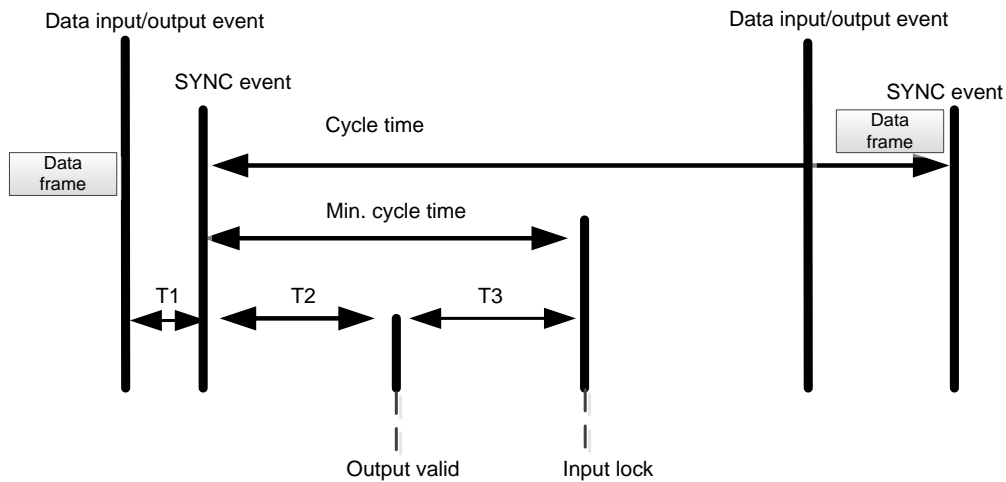 Data input/output event
Data input/output event
SYNC event
SYNC event
Cycle time
Data
frame
Data
frame
Min. cycle time
T1
T2
T3
Output valid
Input lock